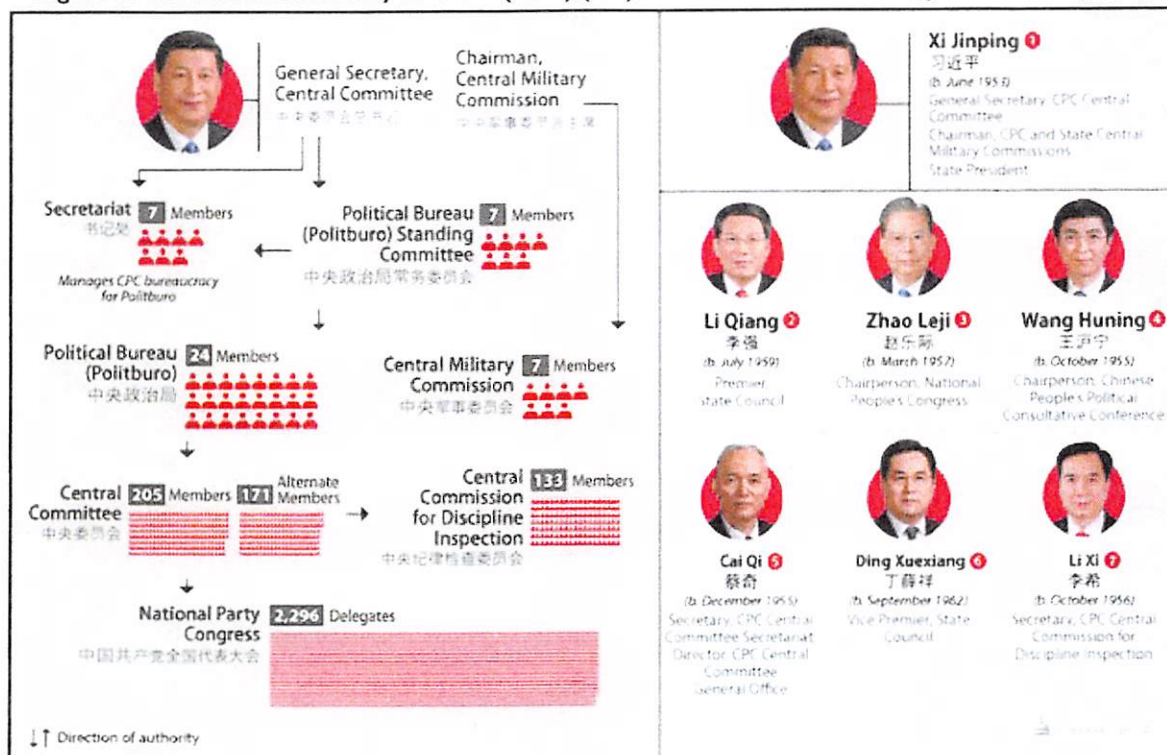 General Secretary,
Central Committee
Chairman,
Central Military
Commission
Secretariat 7 Members
书记处
Manages CPC bureaucracy
for Politburo
Political Bureau 7 Members
(Politburo) Standing
Committee
中央政治局常务委员会
Political Bureau 24 Members
(Politburo)
中央政治局
Central Military 7 Members
Commission
中央军事委员会
Central 205 Members 171 Alternate
Committee Members
中央委员会
Central 133 Members
Commission
for Discipline
Inspection
中央纪律检查委员会
National Party 2,296 Delegates
Congress
中国共产党全国代表大会
↓↑ Direction of authority
Xi Jinping 1
习近平
(b. June 1953)
General Secretary, CPC Central
Committee
Chairman, CPC and State Central
Military Commissions
State President
Li Qiang 2
李强
(b. July 1959)
Premier
State Council
Zhao Leji 3
赵乐际
(b. March 1957)
Chairperson, National
People's Congress
Wang Huning 4
王沪宁
(b. October 1955)
Chairperson, Chinese
People's Political
Consultative Conference
Cai Qi 5
蔡奇
(b. December 1955)
Secretary, CPC Central
Committee Secretariat
Director, CPC Central
Committee
General Office
Ding Xuexiang 6
丁薛祥
(b. September 1962)
Vice Premier, State
Council
Li Xi 7
李希
(b. October 1956)
Secretary, CPC Central
Commission for
Discipline Inspection